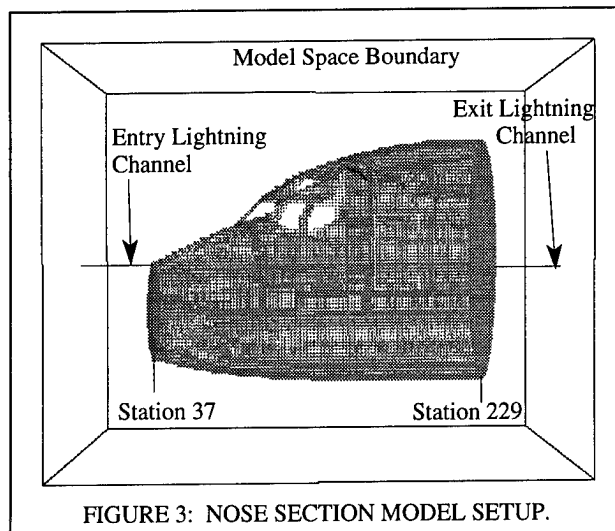 Model Space Boundary
Entry Lightning
Channel
Exit Lightning
Channel
Station 37
Station 229
FIGURE 3: NOSE SECTION MODEL SETUP.